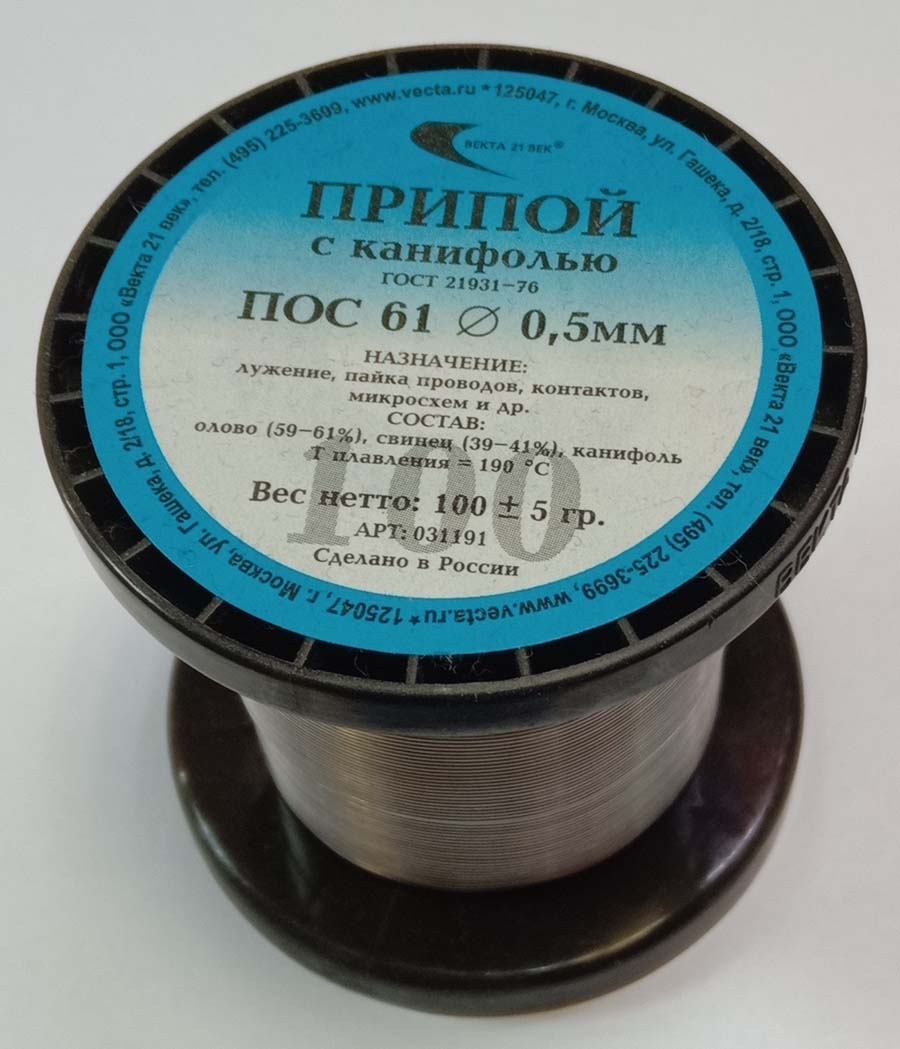 ВЕКТА 21 ВЕК®
ПРИПОЙ
с канифолью
ГОСТ 21931-76
ПОС 61 ∅ 0,5мм
НАЗНАЧЕНИЕ:
лужение, пайка проводов, контактов,
микросхем и др.
СОСТАВ:
олово (59-61%), свинец (39-41%), канифоль
Т плавления = 190 °С
100
Вес нетто: 100 ± 5 гр.
АРТ: 031191
Сделано в России
* 125047, г. Москва, ул. Гашека, д. 2/18, стр. 1, ООО «Векта 21 век», тел. (495) 225-3699, www.vecta.ru
* 125047, г. Москва, ул. Гашека, д. 2/18, стр. 1, ООО «Векта 21 век», тел. (495) 225-3699, www.vecta.ru